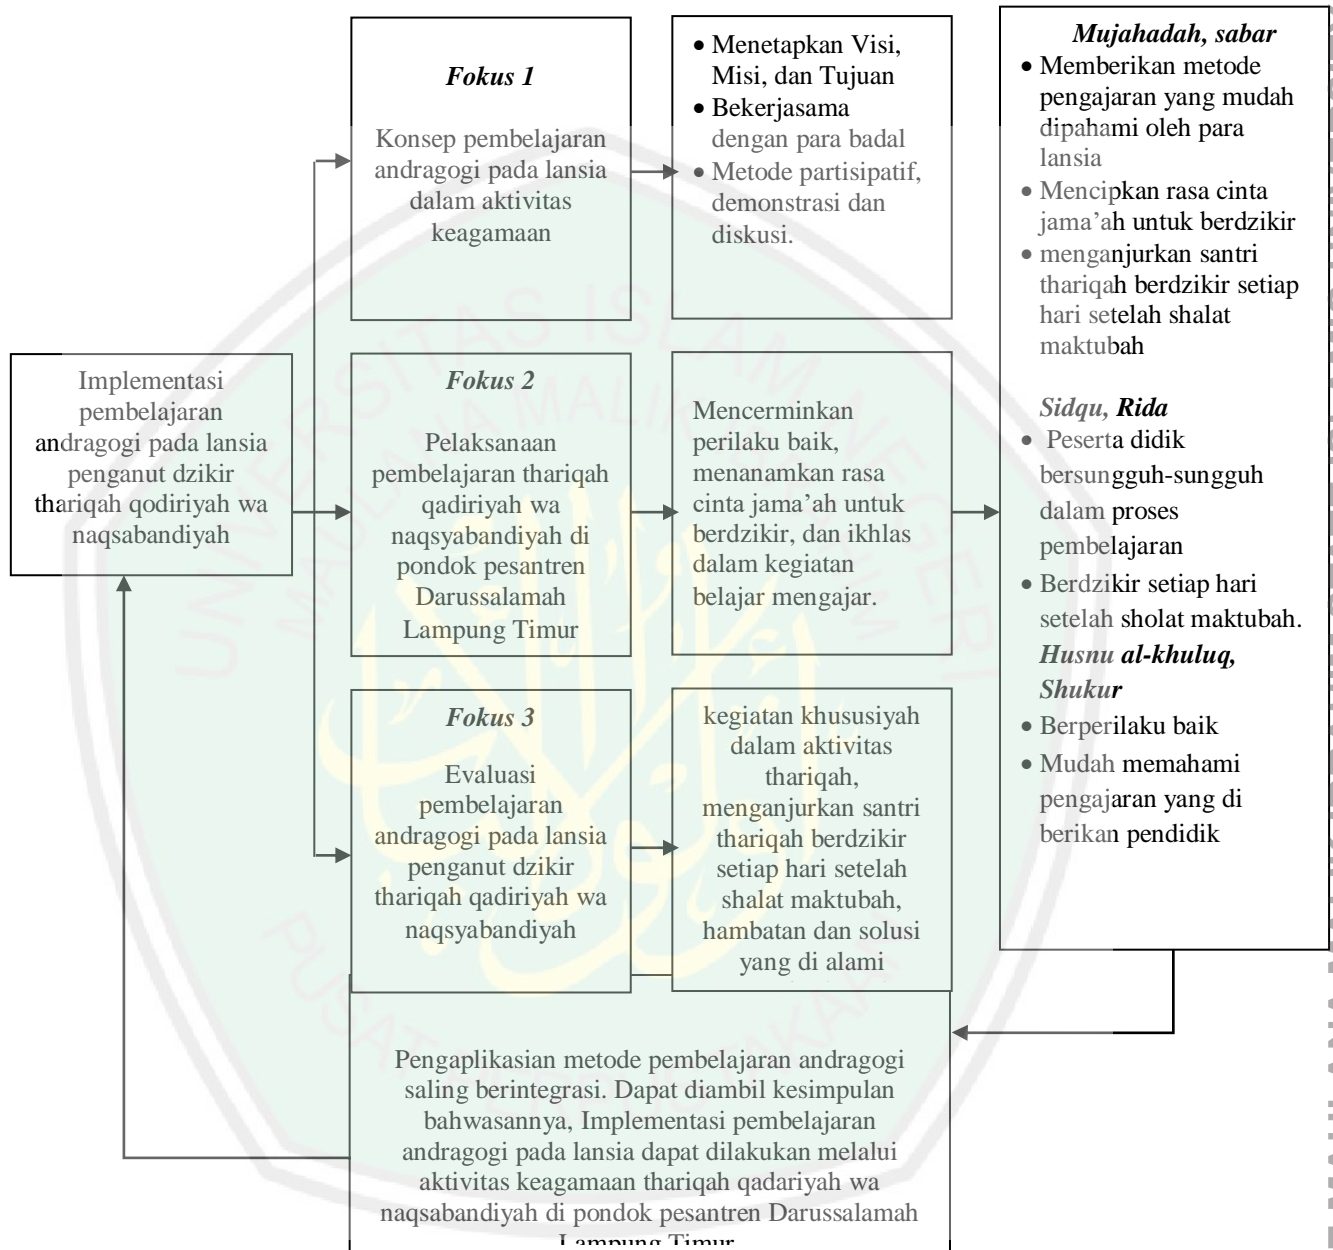 Implementasi
pembelajaran
andragogi pada lansia
penganut dzikir
thariqah qodiriyah wa
naqsabandiyah
Fokus 1
Konsep pembelajaran
andragogi pada lansia
dalam aktivitas
keagamaan
• Menetapkan Visi,
Misi, dan Tujuan
• Bekerjasama
dengan para badal
• Metode partisipatif,
demonstrasi dan
diskusi.
Fokus 2
Pelaksanaan
pembelajaran thariqah
qadiriyah wa
naqsyabandiyah di
pondok pesantren
Darussalamah
Lampung Timur
Mencerminkan
perilaku baik,
menanamkan rasa
cinta jama’ah untuk
berdzikir, dan ikhlas
dalam kegiatan
belajar mengajar.
Fokus 3
Evaluasi
pembelajaran
andragogi pada lansia
penganut dzikir
thariqah qadiriyah wa
naqsyabandiyah
kegiatan khususiyah
dalam aktivitas
thariqah,
menganjurkan santri
thariqah berdzikir
setiap hari setelah
shalat maktubah,
hambatan dan solusi
yang di alami
Mujahadah, sabar
• Memberikan metode
pengajaran yang mudah
dipahami oleh para
lansia
• Mencipkan rasa cinta
jama’ah untuk berdzikir
• menganjurkan santri
thariqah berdzikir setiap
hari setelah shalat
maktubah
Sidqu, Rida
• Peserta didik
bersungguh-sungguh
dalam proses
pembelajaran
• Berdzikir setiap hari
setelah sholat maktubah.
Husnu al-khuluq,
Shukur
• Berperilaku baik
• Mudah memahami
pengajaran yang di
berikan pendidik
Pengaplikasian metode pembelajaran andragogi
saling berintegrasi. Dapat diambil kesimpulan
bahwasannya, Implementasi pembelajaran
andragogi pada lansia dapat dilakukan melalui
aktivitas keagamaan thariqah qadariyah wa
naqsabandiyah di pondok pesantren Darussalamah
Lampung Timur
UNIVERSITAS ISLAM NEGERI
MAULANA MALIK IBRAHIM